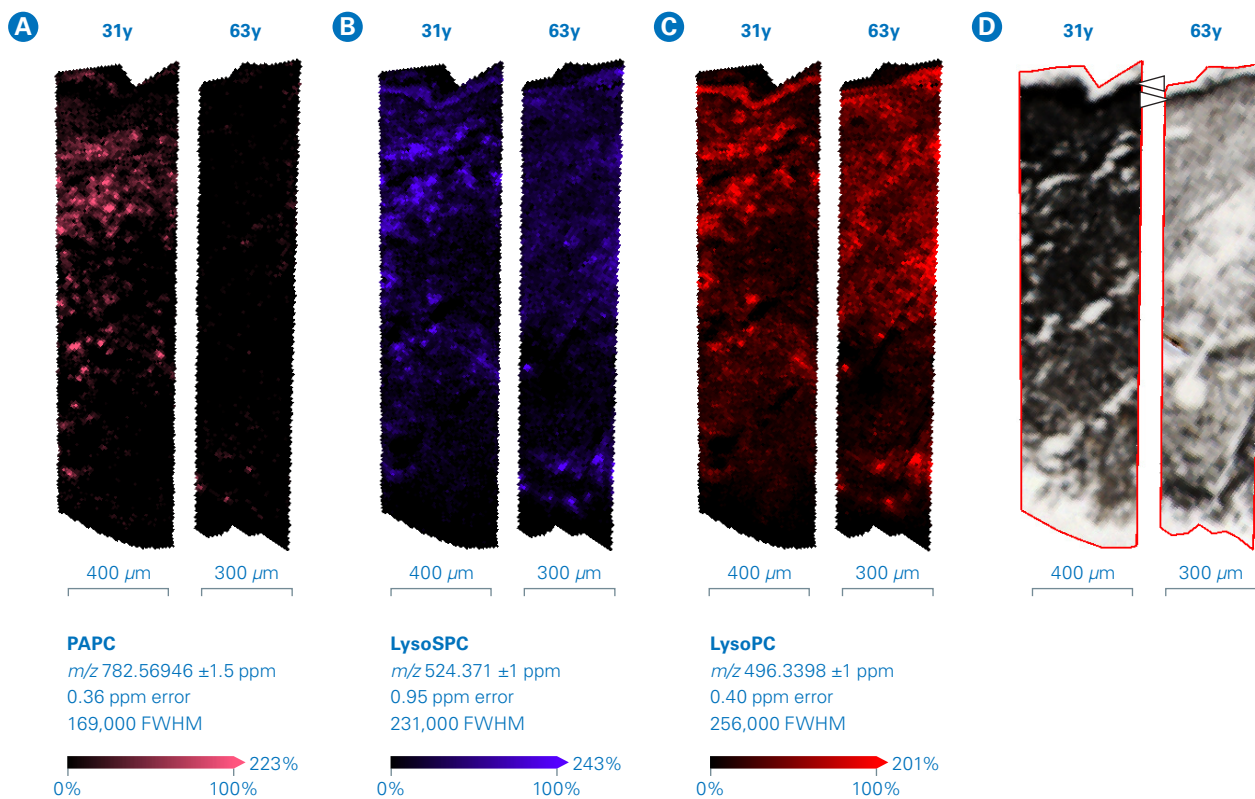 A
31y
63y
B
31y
63y
C
31y
63y
D
31y
63y
400 µm
300 µm
400 µm
300 µm
400 µm
300 µm
400 µm
300 µm
PAPC
m/z 782.56946 ±1.5 ppm
0.36 ppm error
169,000 FWHM
223%
0%
100%
LysoSPC
m/z 524.371 ±1 ppm
0.95 ppm error
231,000 FWHM
243%
0%
100%
LysoPC
m/z 496.3398 ±1 ppm
0.40 ppm error
256,000 FWHM
201%
0%
100%